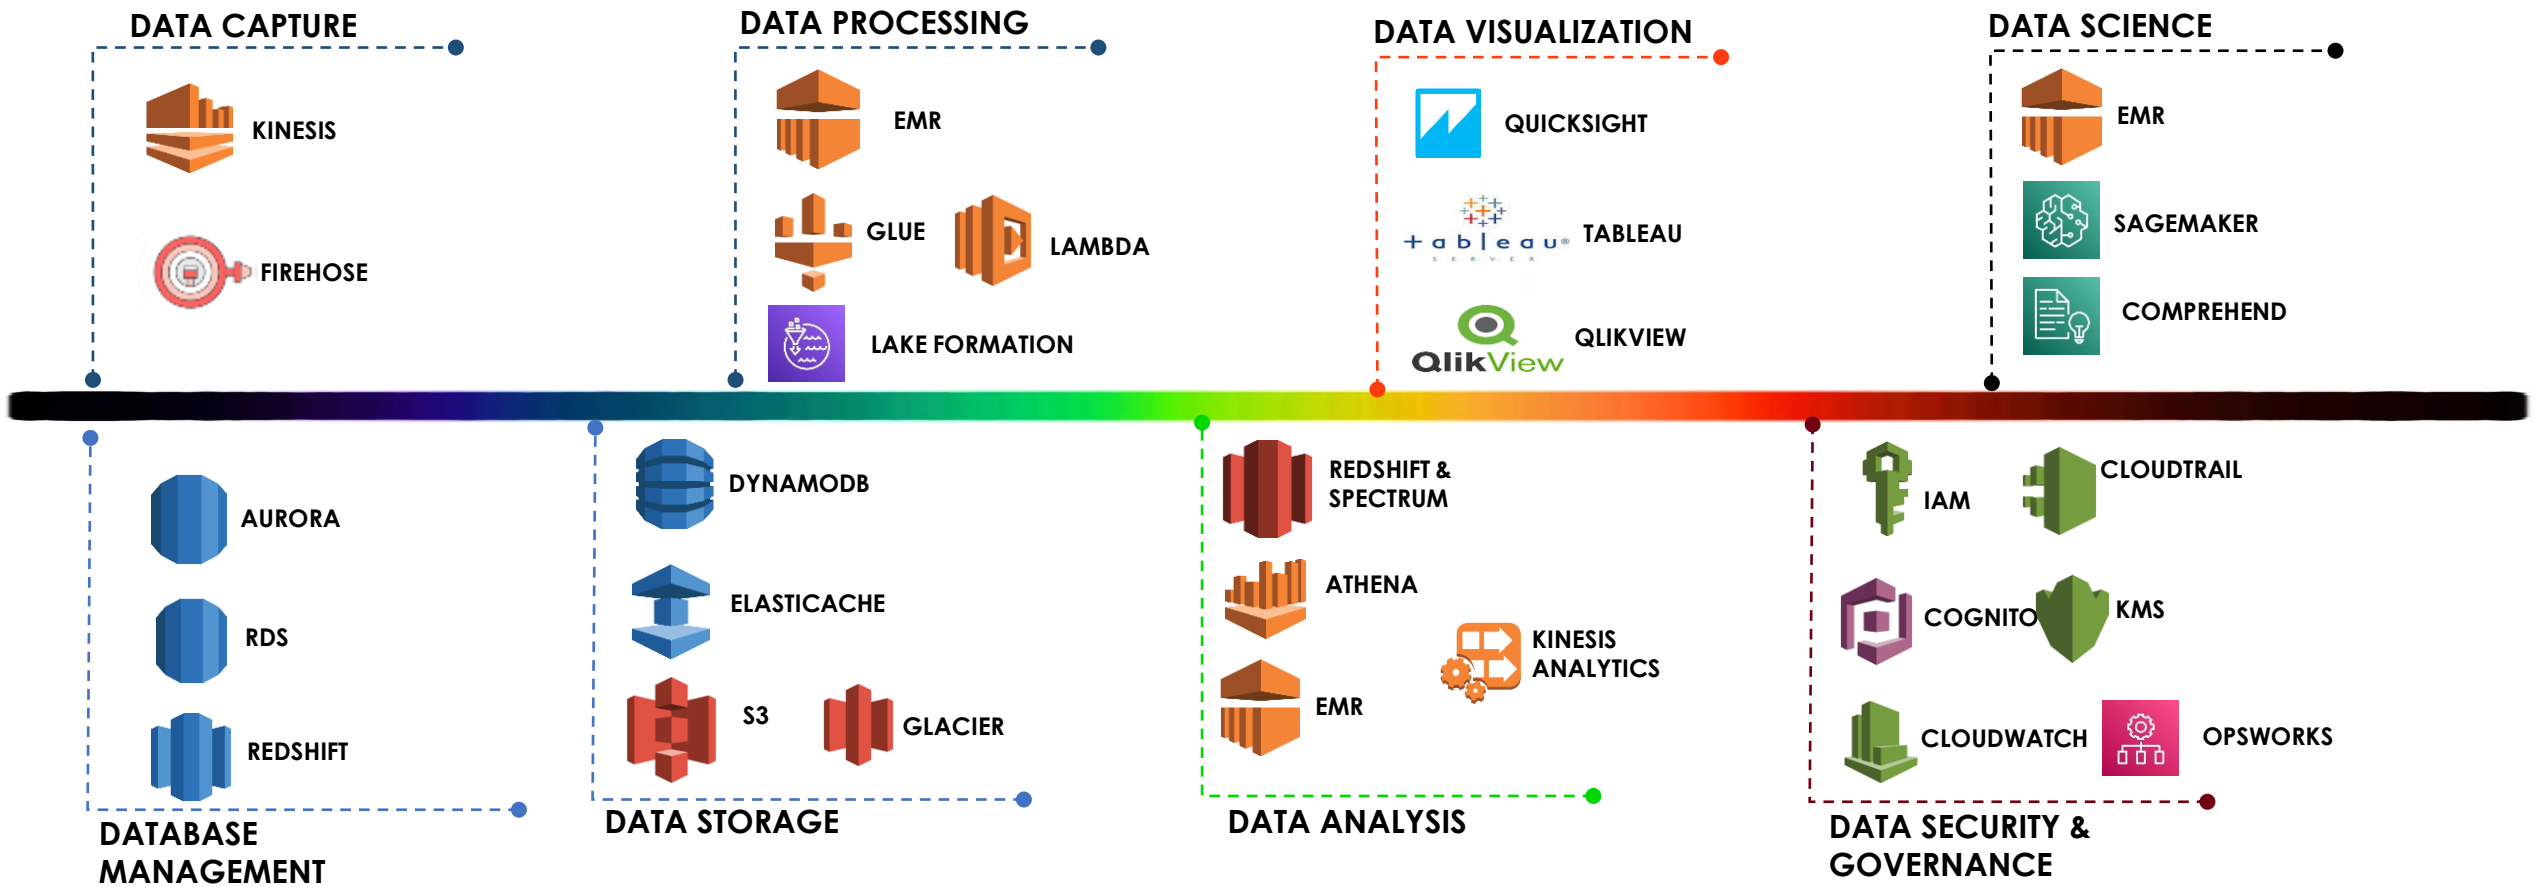 DATA CAPTURE
KINESIS
FIREHOSE
DATA PROCESSING
EMR
GLUE
LAMBDA
LAKE FORMATION
DATA VISUALIZATION
QUICKSIGHT
+ a b | e a u ®
S E R V E R
TABLEAU
QlikView
QLIKVIEW
DATA SCIENCE
EMR
SAGEMAKER
COMPREHEND
AURORA
RDS
REDSHIFT
DATABASE
MANAGEMENT
DYNAMODB
ELASTICACHE
S3
GLACIER
DATA STORAGE
REDSHIFT &
SPECTRUM
ATHENA
KINESIS
ANALYTICS
EMR
DATA ANALYSIS
IAM
CLOUDTRAIL
COGNITO
KMS
CLOUDWATCH
OPSWORKS
DATA SECURITY &
GOVERNANCE